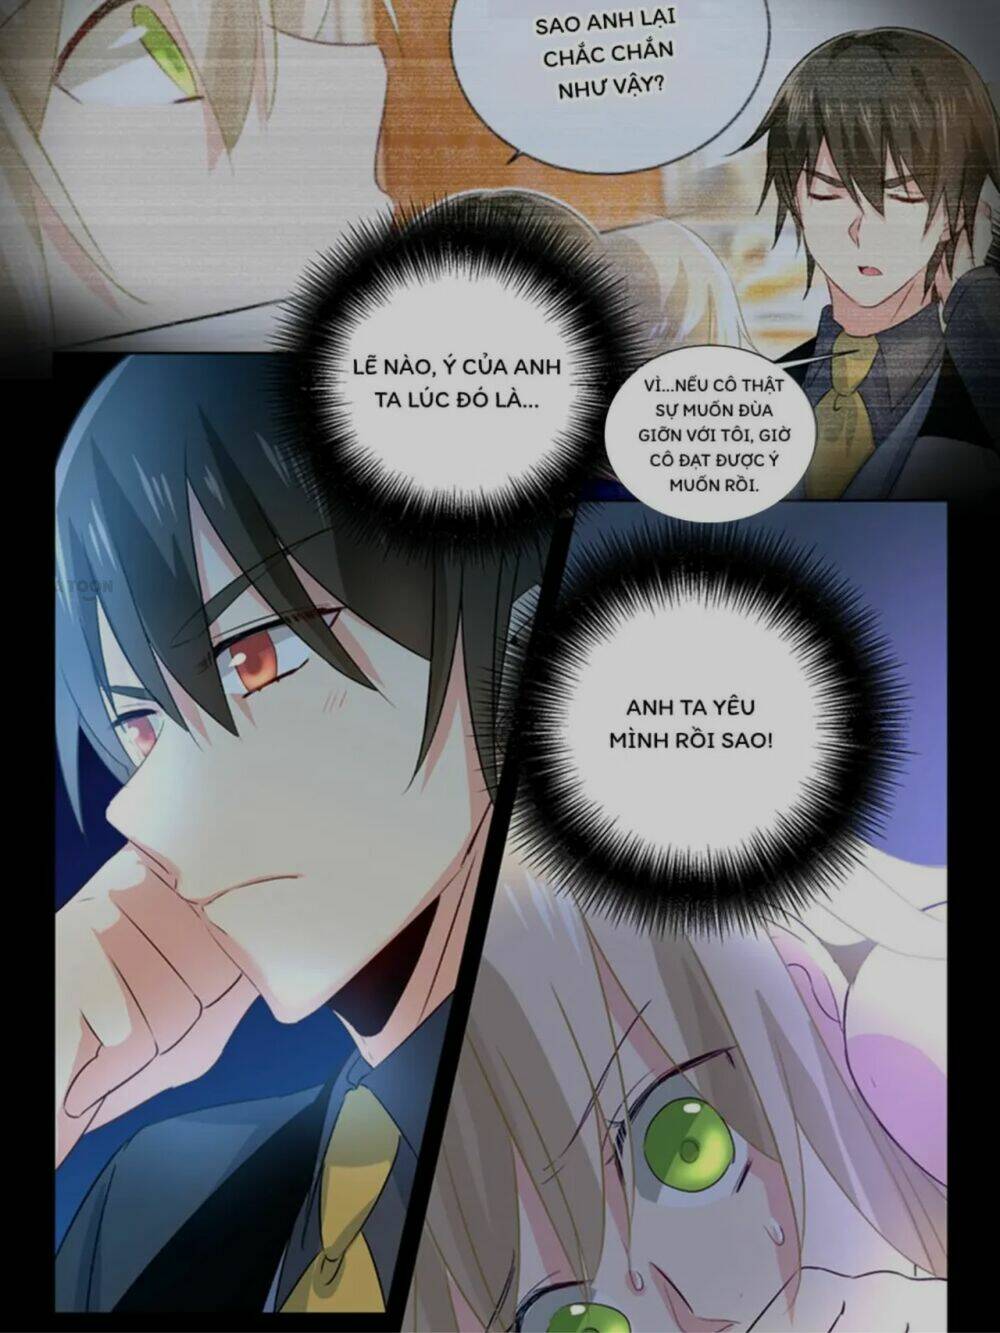 SAO ANH LẠI
CHẮC CHẮN
NHƯ VẬY?
VÌ...NẾU CÔ THẬT
SỰ MUỐN ĐÙA
GIỠN VỚI TÔI, GIỜ
CÔ ĐẠT ĐƯỢC Ý
MUỐN RỒI.
LẼ NÀO, Ý CỦA ANH
TA LÚC ĐÓ LÀ...
TOON
ANH TA YÊU
MÌNH RỒI SAO!